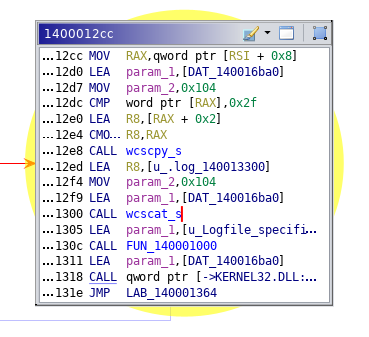 1400012cc
...12cc MOV RAX,qword ptr [RSI + 0x8]
...12d0 LEA param_1,[DAT_140016ba0]
...12d7 MOV param_2,0x104
...12dc CMP word ptr [RAX],0x2f
...12e0 LEA R8,[RAX + 0x2]
...12e4 CMO... R8,RAX
...12e8 CALL wcscpy_s
...12ed LEA R8,[u_.log_140013300]
...12f4 MOV param_2,0x104
...12f9 LEA param_1,[DAT_140016ba0]
...1300 CALL wcscat_s
...1305 LEA param_1,[u_Logfile_specifi...
...130c CALL FUN_140001000
...1311 LEA param_1,[DAT_140016ba0]
...1318 CALL qword ptr [->KERNEL32.DLL:...
...131e JMP LAB_140001364